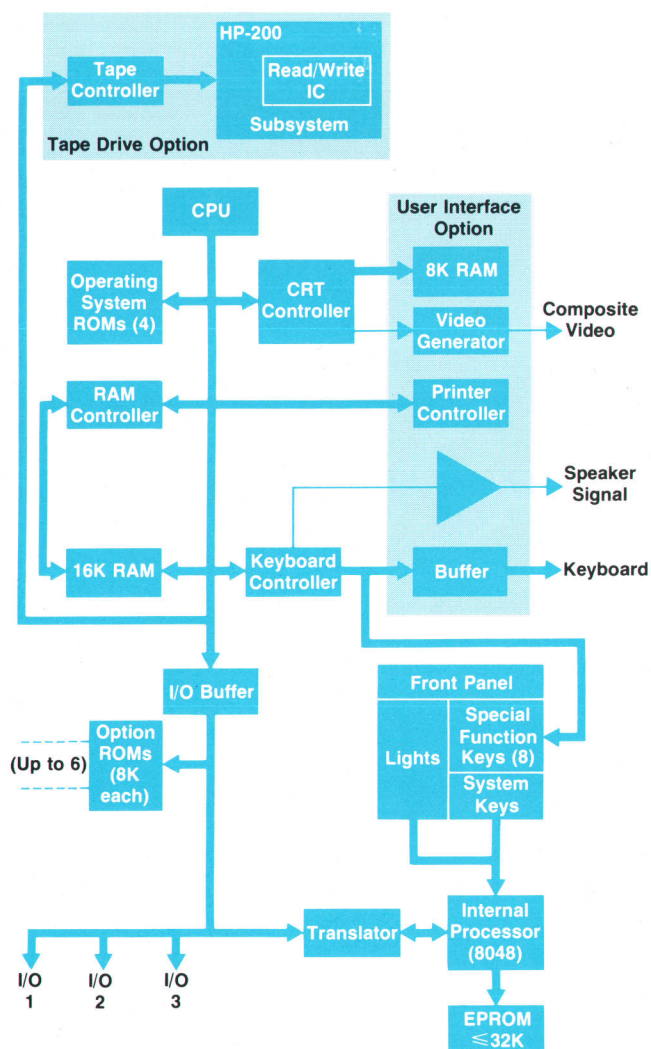 HP-200
Tape
Controller
Read/Write
IC
Subsystem
Tape Drive Option
CPU
User Interface
Option
Operating
System
ROMs (4)
CRT
Controller
8K RAM
Video
Generator
Composite
Video
RAM
Controller
Printer
Controller
Speaker
Signal
16K RAM
Keyboard
Controller
Buffer
Keyboard
I/O Buffer
Front Panel
Option
ROMs
(8K
each)
(Up to 6)
Lights
Special
Function
Keys (8)
System
Keys
Translator
Internal
Processor
(8048)
I/O
1
I/O
2
I/O
3
EPROM
≤32K